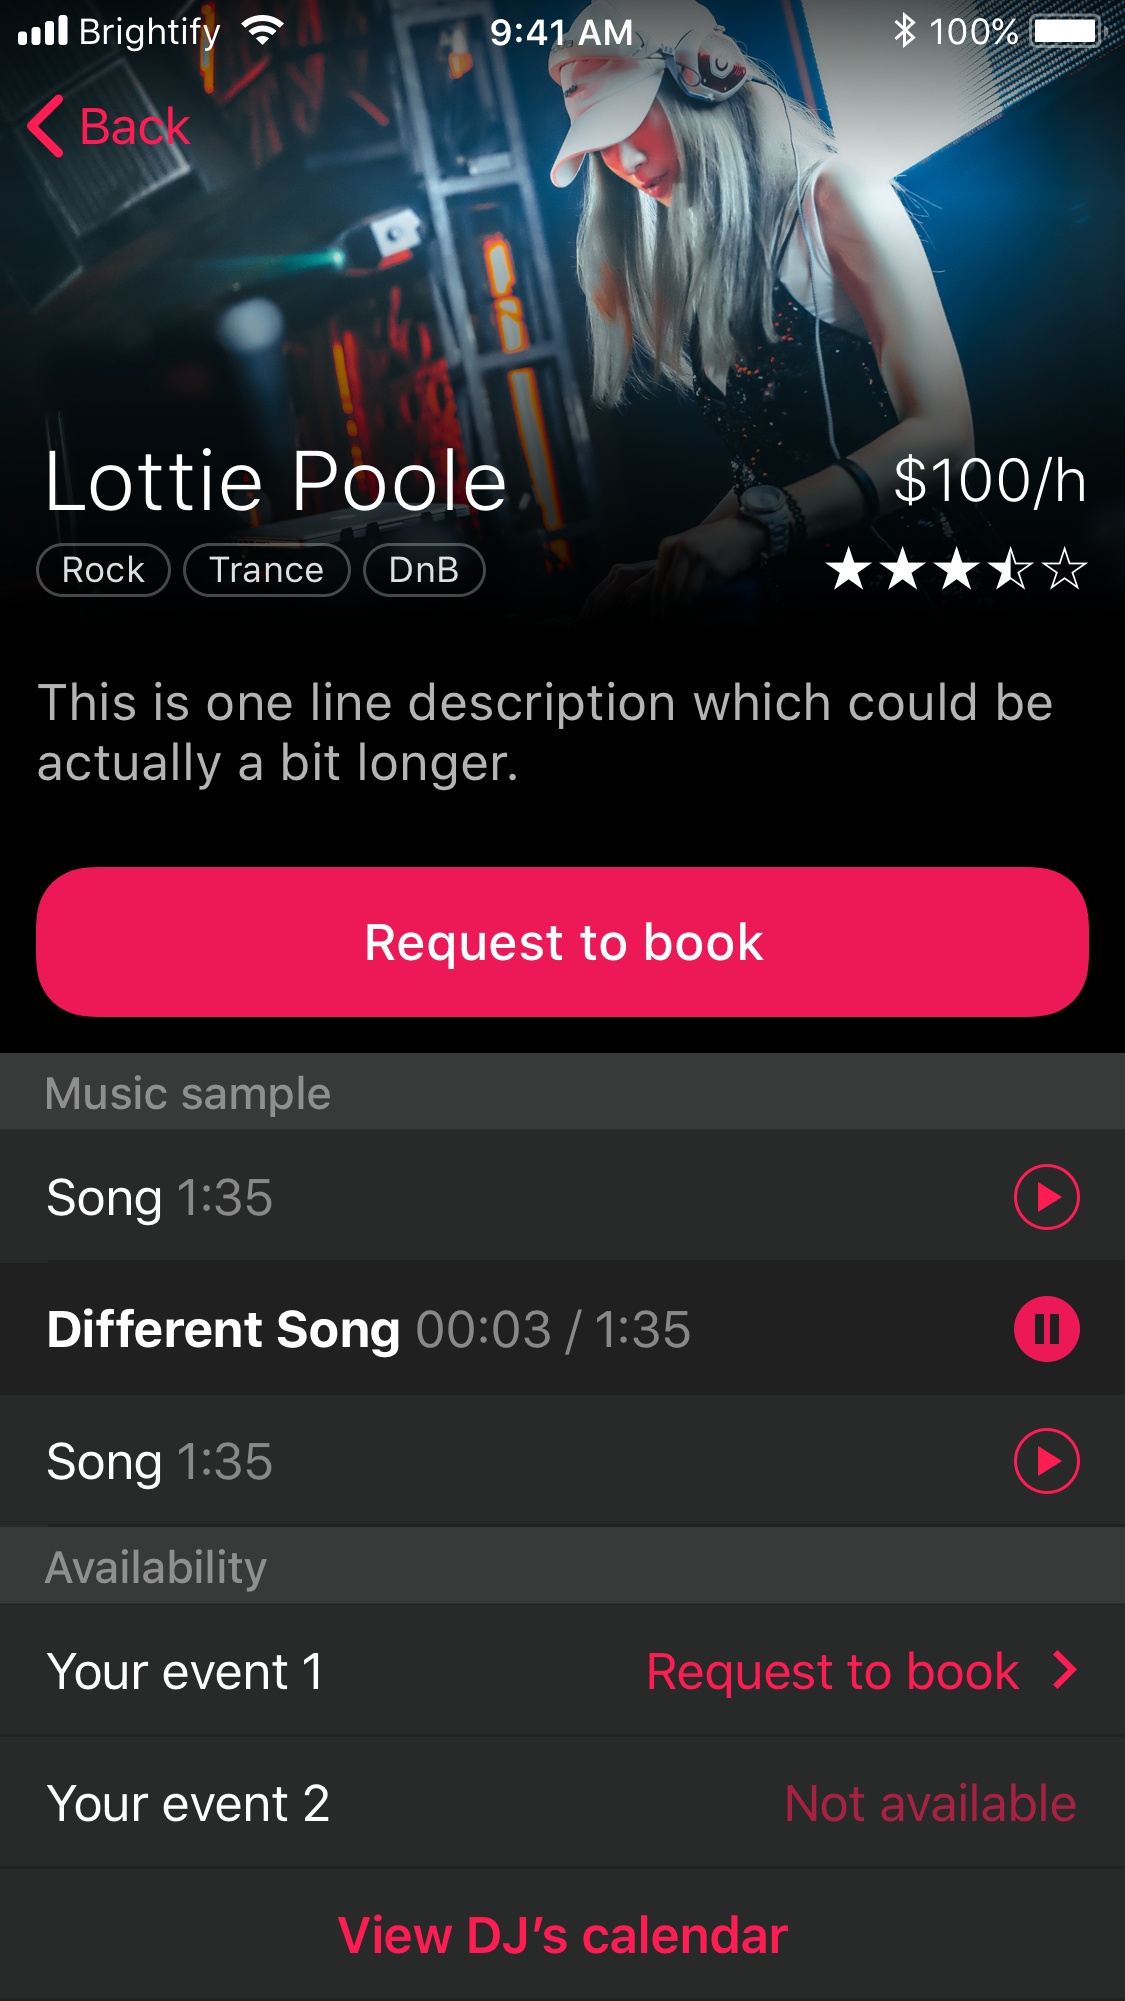 Brightify 9:41 AM 100%
Back
Lottie Poole $100/h
Rock Trance DnB
This is one line description which could be
actually a bit longer.
Request to book
Music sample
Song 1:35
Different Song 00:03 / 1:35
Song 1:35
Availability
Your event 1 Request to book
Your event 2 Not available
View DJ’s calendar